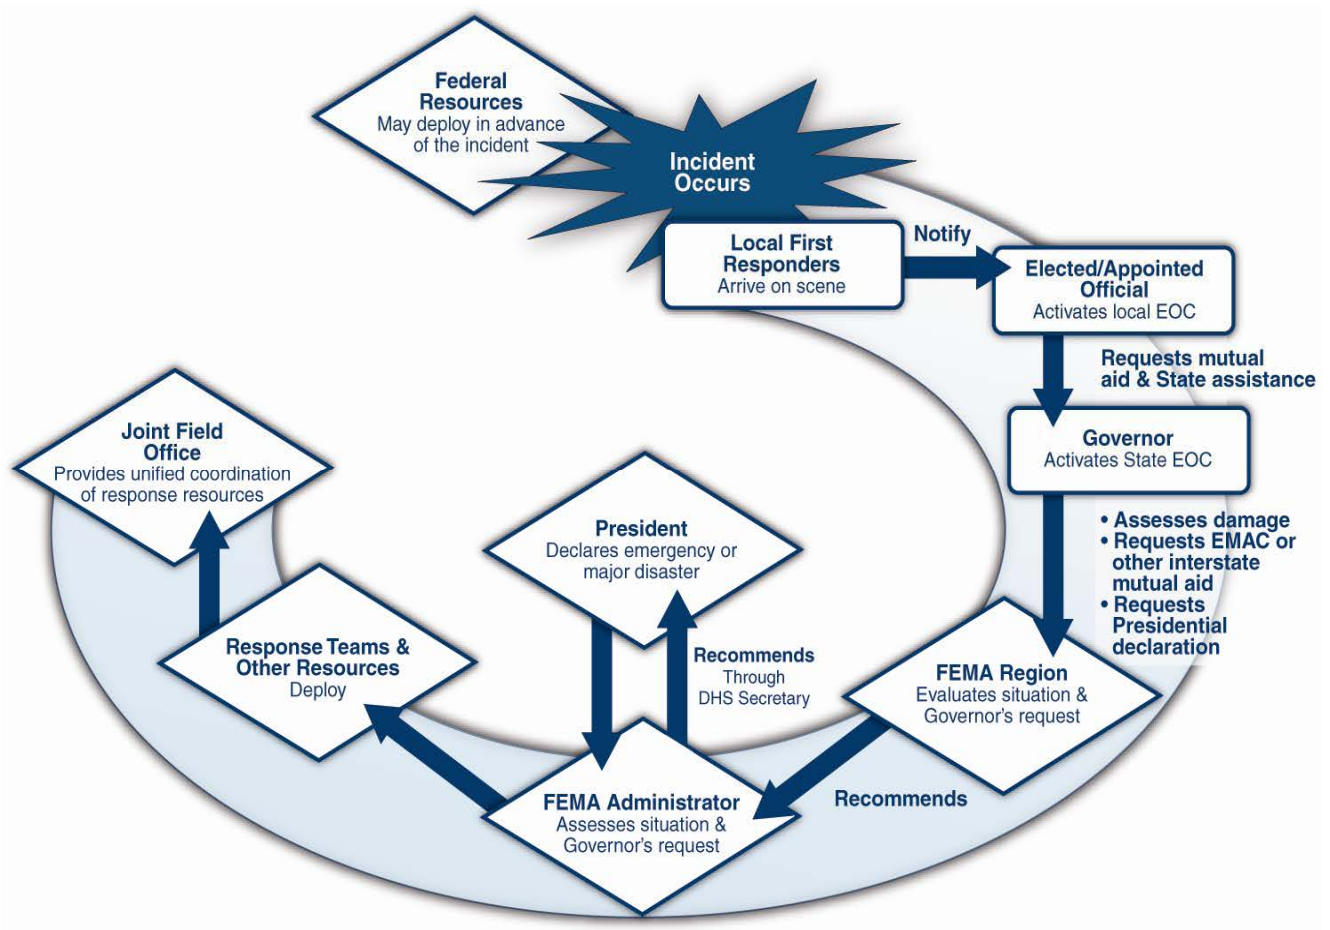 Federal
Resources
May deploy in advance
of the incident
Incident
Occurs
Local First
Responders
Arrive on scene
Notify
Elected/Appointed
Official
Activates local EOC
Requests mutual
aid & State assistance
Governor
Activates State EOC
• Assesses damage
• Requests EMAC or
other interstate
mutual aid
• Requests
Presidential
declaration
FEMA Region
Evaluates situation &
Governor's request
Recommends
FEMA Administrator
Assesses situation &
Governor's request
Recommends
Through
DHS Secretary
President
Declares emergency or
major disaster
Response Teams &
Other Resources
Deploy
Joint Field
Office
Provides unified coordination
of response resources